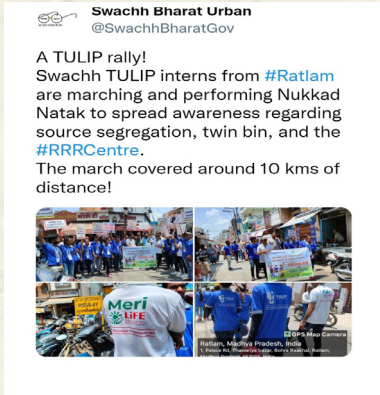 Swachh Bharat Urban
@SwachhBharatGov
A TULIP rally!
Swachh TULIP interns from #Ratlam
are marching and performing Nukkad
Natak to spread awareness regarding
source segregation, twin bin, and the
#RRRCentre.
The march covered around 10 kms of
distance!
Meri
LiFE
TULIP
GPS Map Camera
Ratlam, Madhya Pradesh, India